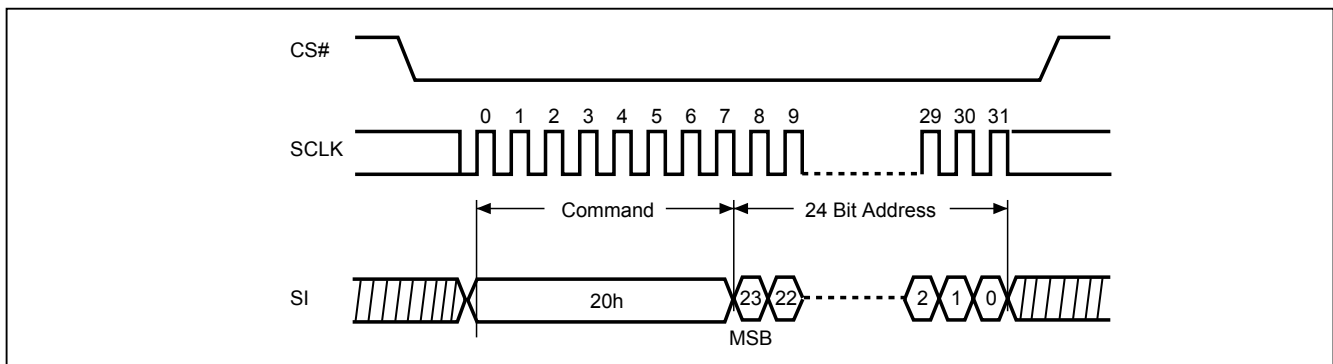 CS#
0 1 2 3 4 5 6 7 8 9 29 30 31
SCLK
Command 24 Bit Address
SI 20h 23 22 2 1 0
MSB